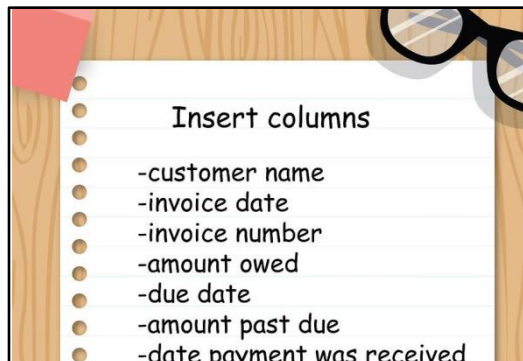 Insert columns
-customer name
-invoice date
-invoice number
-amount owed
-due date
-amount past due
-date payment was received